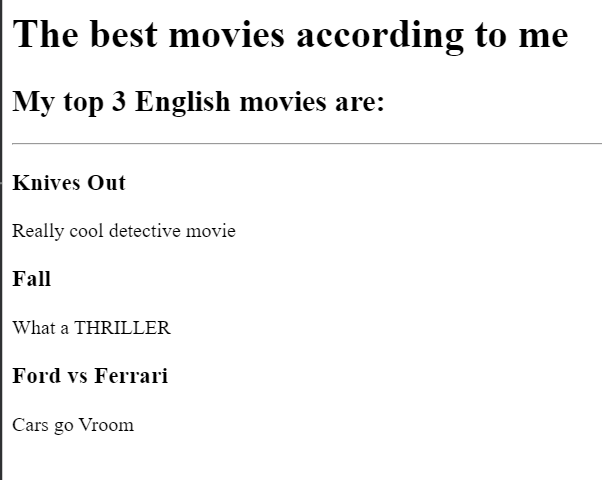 The best movies according to me
My top 3 English movies are:
Knives Out
Really cool detective movie
Fall
What a THRILLER
Ford vs Ferrari
Cars go Vroom